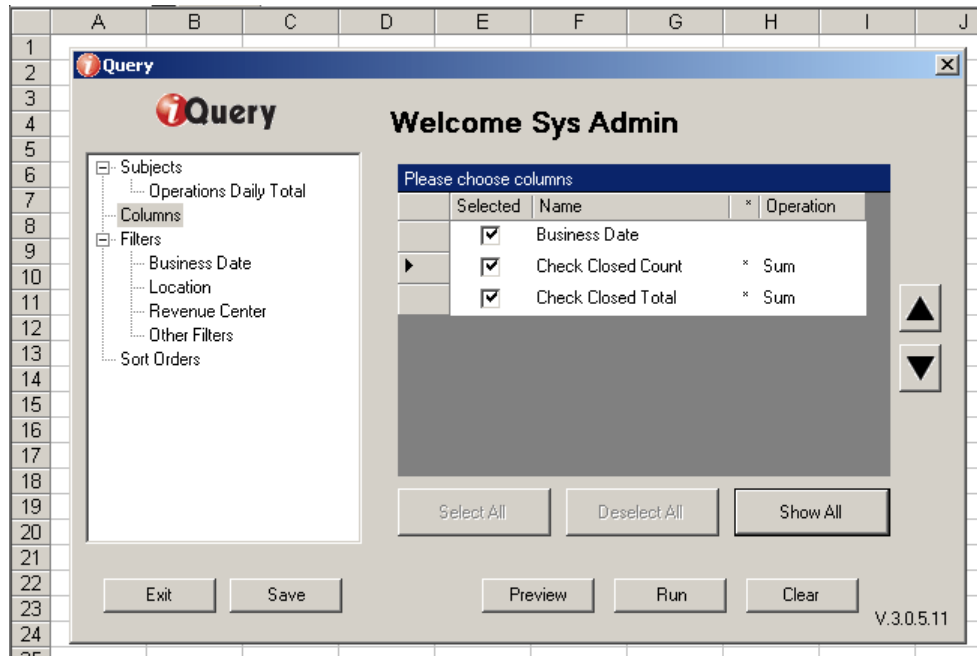 A B C D E F G H I J
1
2
3
4
5
6
7
8
9
10
11
12
13
14
15
16
17
18
19
20
21
22
23
24
25
iQuery
iQuery
Welcome Sys Admin
Subjects
Operations Daily Total
Columns
Filters
Business Date
Location
Revenue Center
Other Filters
Sort Orders
Please choose columns
Selected Name * Operation
Business Date
Check Closed Count * Sum
Check Closed Total * Sum
Select All Deselect All Show All
Exit Save Preview Run Clear
V.3.0.5.11